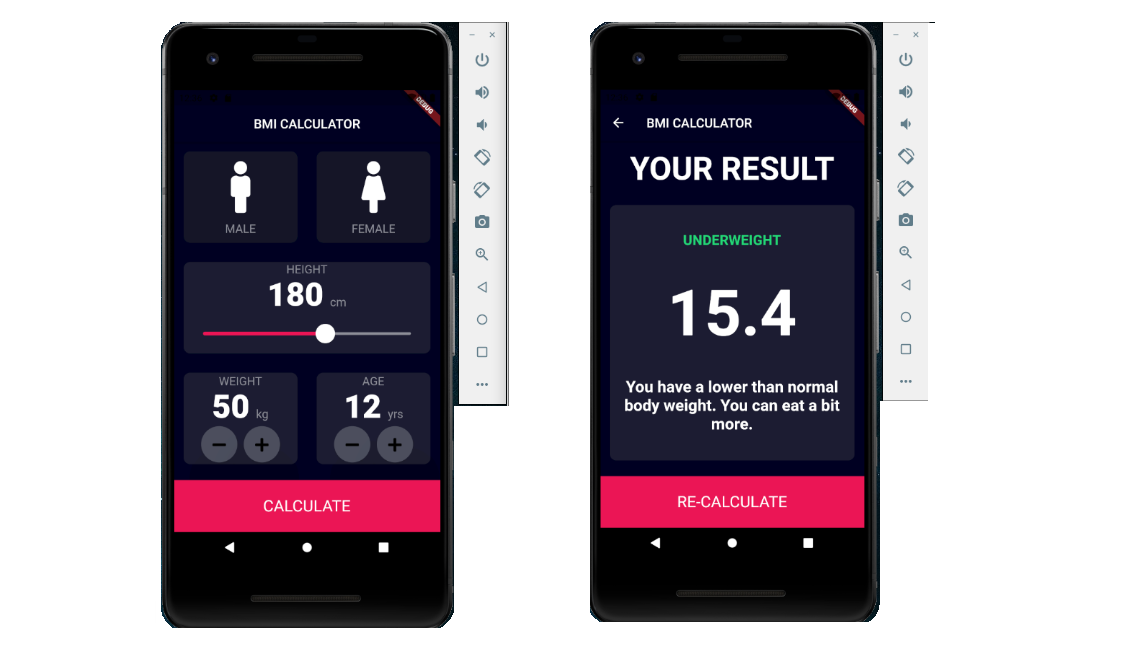 DEBUG
BMI CALCULATOR
MALE
FEMALE
HEIGHT
180 cm
WEIGHT
AGE
50 kg
12 yrs
CALCULATE
DEBUG
BMI CALCULATOR
YOUR RESULT
UNDERWEIGHT
15.4
You have a lower than normal
body weight. You can eat a bit
more.
RE-CALCULATE